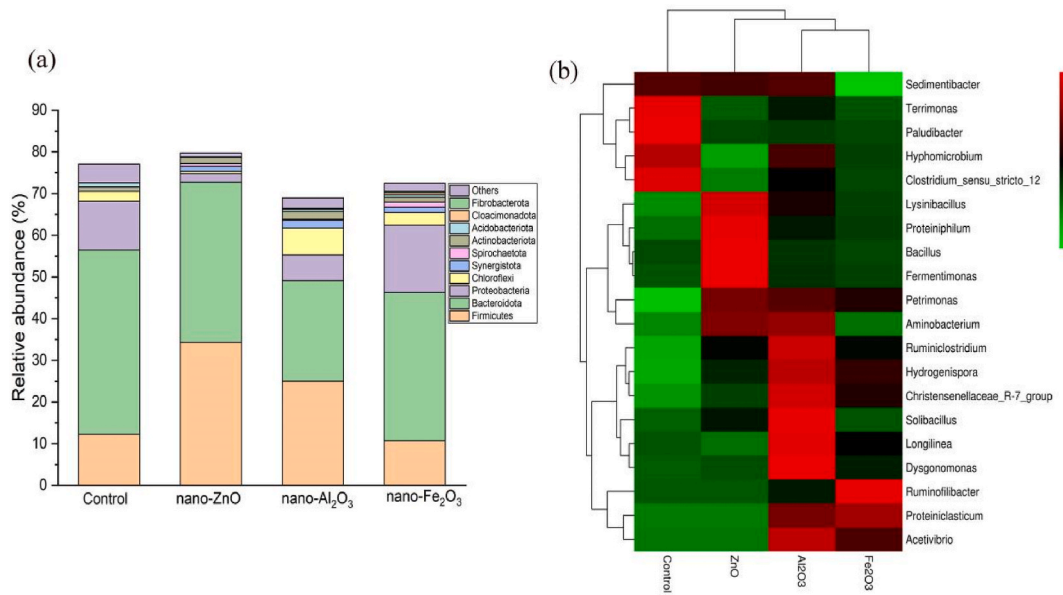 (a)
Relative abundance (%)
90
80
70
60
50
40
30
20
10
0
Control
nano-ZnO
nano-Al₂O₃
nano-Fe₂O₃
Others
Fibrobacterota
Cloacimonadota
Acidobacteriota
Actinobacteriota
Spirochaetota
Synergistota
Chloroflexi
Proteobacteria
Bacteroidota
Firmicutes
(b)
Sedimentibacter
Terrimonas
Paludibacter
Hyphomicrobium
Clostridium_sensu_stricto_12
Lysinibacillus
Proteiniphilum
Bacillus
Fermentimonas
Petrimonas
Aminobacterium
Ruminiclostridium
Hydrogenispora
Christensenellaceae_R-7_group
Solibacillus
Longilinea
Dysgonomonas
Ruminofilibacter
Proteiniclasticum
Acetivibrio
Control
ZnO
Al2O3
Fe2O3